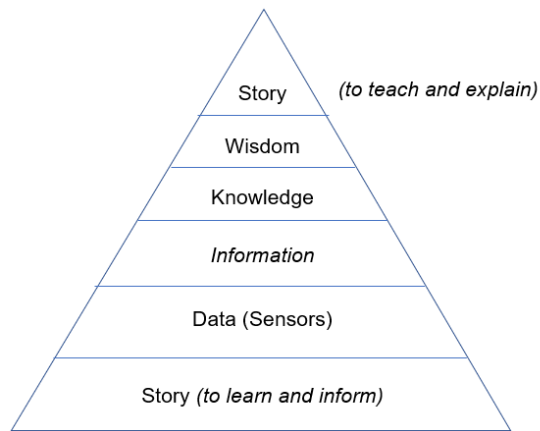 Story
(to teach and explain)
Wisdom
Knowledge
Information
Data (Sensors)
Story (to learn and inform)